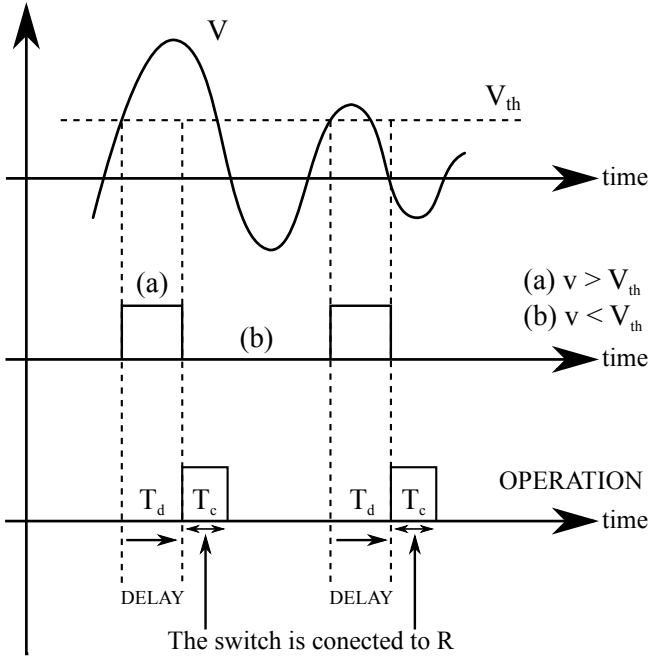 V
V_th
time
(a)
(a) v > V_th
(b)
(b) v < V_th
time
OPERATION
T_d
T_c
T_d
T_c
time
DELAY
DELAY
The switch is conected to R